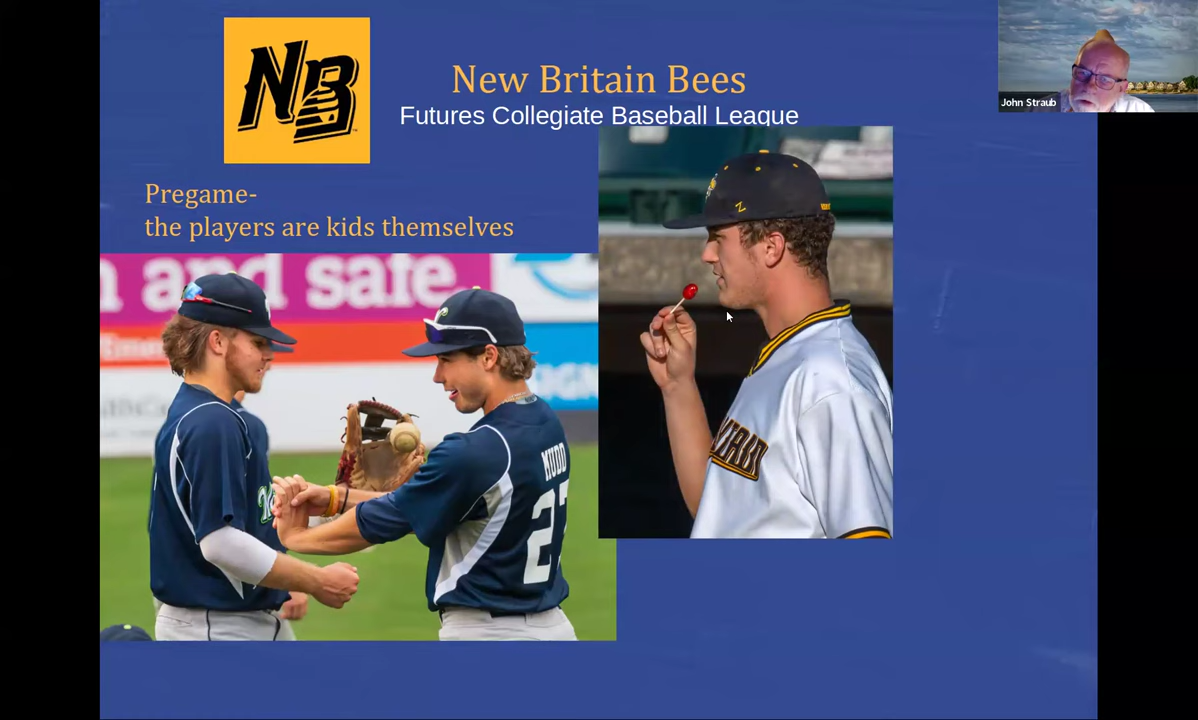 NB
New Britain Bees
Futures Collegiate Baseball League
John Straub
Pregame-
the players are kids themselves
and safe.
MUDD
27